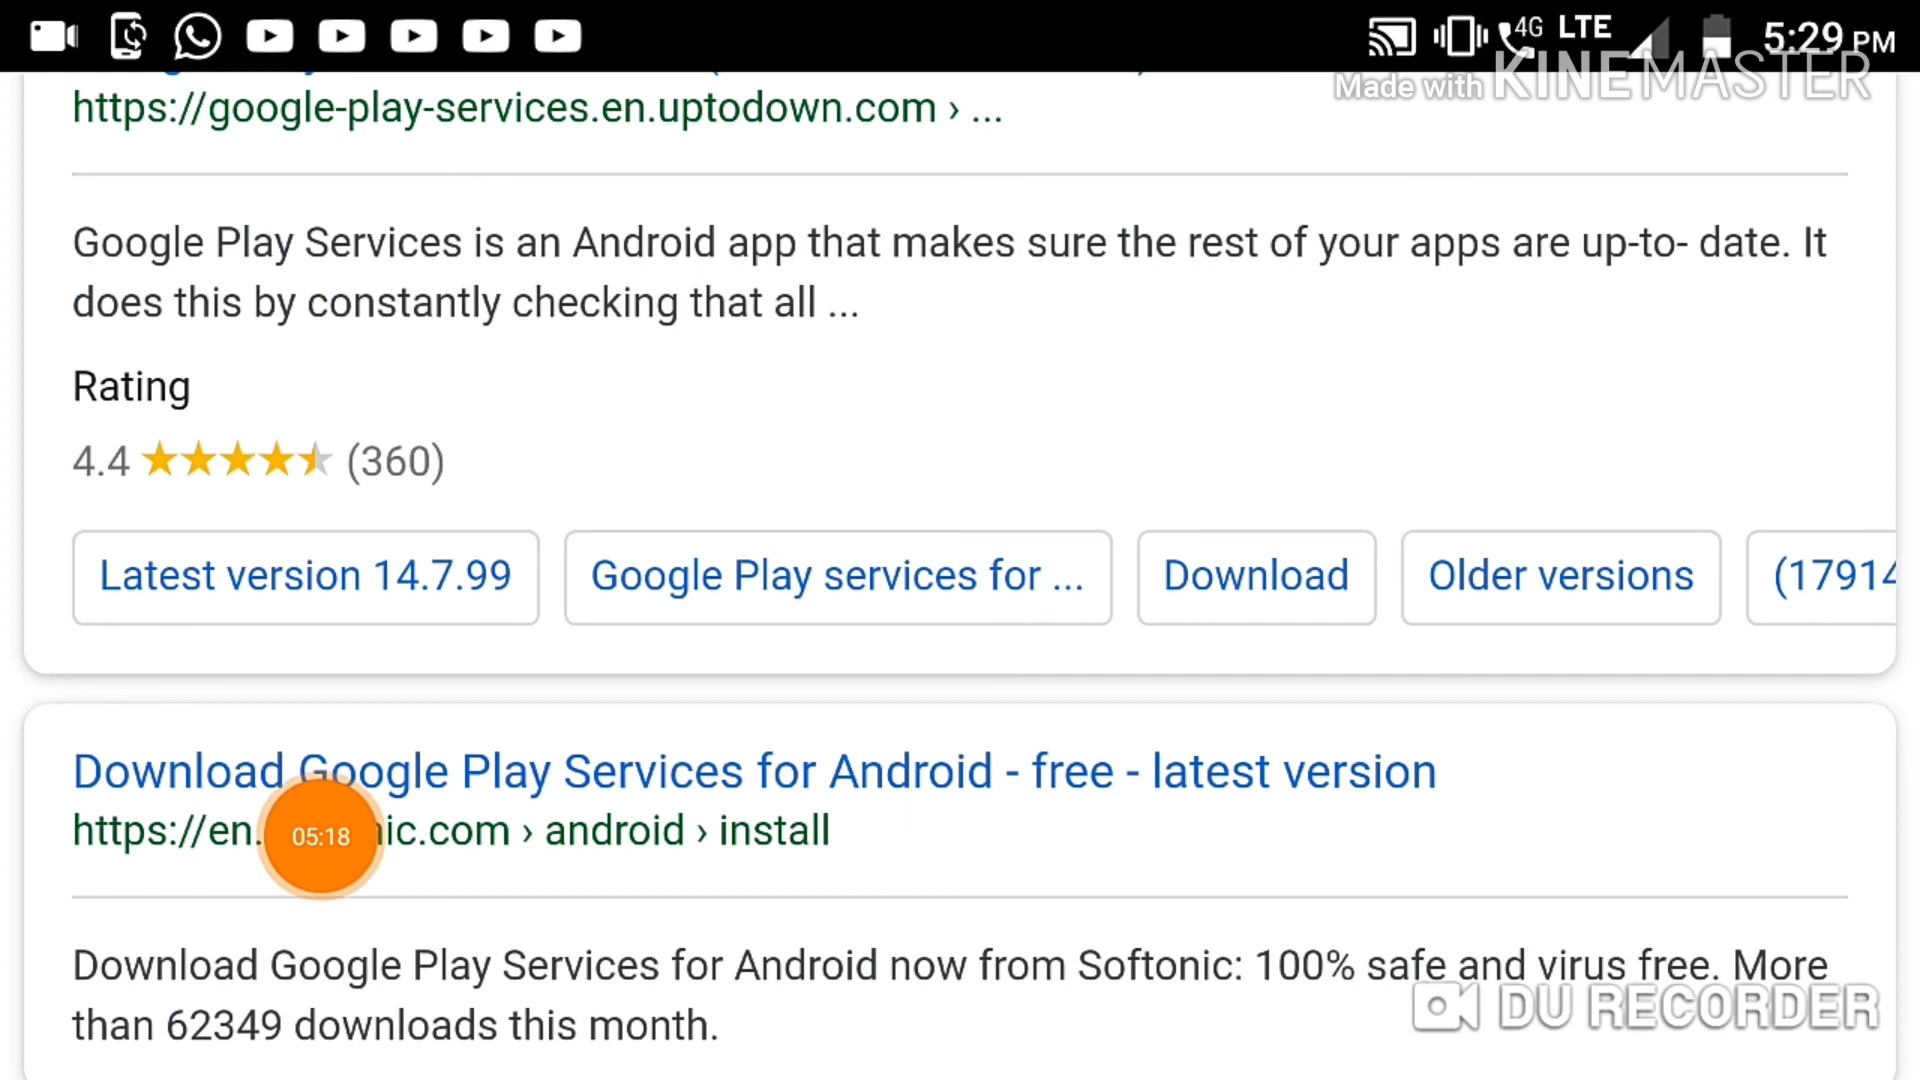 4G LTE 5:29 PM
Made with KINEMASTER
https://google-play-services.en.uptodown.com › ...
Google Play Services is an Android app that makes sure the rest of your apps are up-to- date. It
does this by constantly checking that all ...
Rating
4.4 (360)
Latest version 14.7.99 Google Play services for ... Download Older versions (17914
Download Google Play Services for Android - free - latest version
https://en. nic.com › android › install
05:18
Download Google Play Services for Android now from Softonic: 100% safe and virus free. More
than 62349 downloads this month.
DU RECORDER